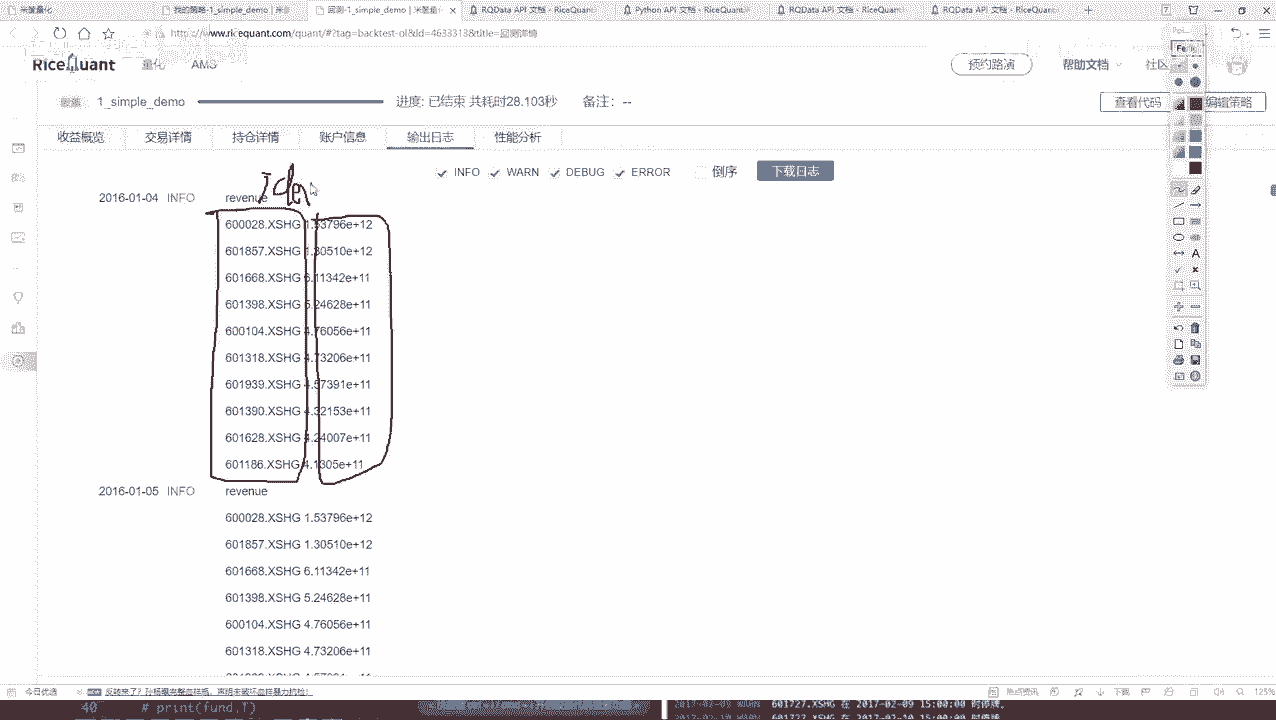 米筐量化
我的策略-1_simple_demo | 米筐
回测-1_simple_demo | 米筐量化
RQData API 文档 - RiceQuant
Python API 文档 - RiceQuant
RQData API 文档 - RiceQuant
RQData API 文档 - RiceQuant
http://www.ricequant.com/quant/#?tag=backtest-ol&id=4633313&title=回测详情
RiceQuant 量化 AMS 预约路演 帮助文档 社区
1_simple_demo 进度: 已结束 共耗时28.103秒 备注: -- 查看代码 编辑策略
收益概览 交易详情 持仓详情 账户信息 输出日志 性能分析
INFO WARN DEBUG ERROR 倒序 下载日志
2016-01-04 INFO revenue
600028.XSHG 1.53796e+12
601857.XSHG 1.30510e+12
601668.XSHG 6.11342e+11
601398.XSHG 5.24628e+11
600104.XSHG 4.76056e+11
601318.XSHG 4.73206e+11
601939.XSHG 4.57391e+11
601390.XSHG 4.32153e+11
601628.XSHG 4.24007e+11
601186.XSHG 4.1305e+11
2016-01-05 INFO revenue
600028.XSHG 1.53796e+12
601857.XSHG 1.30510e+12
601668.XSHG 6.11342e+11
601398.XSHG 5.24628e+11
600104.XSHG 4.76056e+11
601318.XSHG 4.73206e+11
今日优选 热点资讯 下载 125%
40 # print(fund.T)
2017-02-09 WARN 601727.XSHG 在 2017-02-09 15:00:00 时停牌.